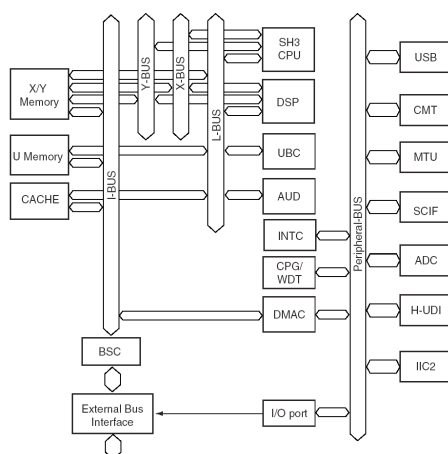 SH3
CPU
USB
X/Y
Memory
Y-BUS
X-BUS
L-BUS
DSP
CMT
U Memory
UBC
MTU
CACHE
I-BUS
AUD
Peripheral-BUS
SCIF
INTC
CPG/
WDT
ADC
DMAC
H-UDI
BSC
IIC2
External Bus
Interface
I/O port